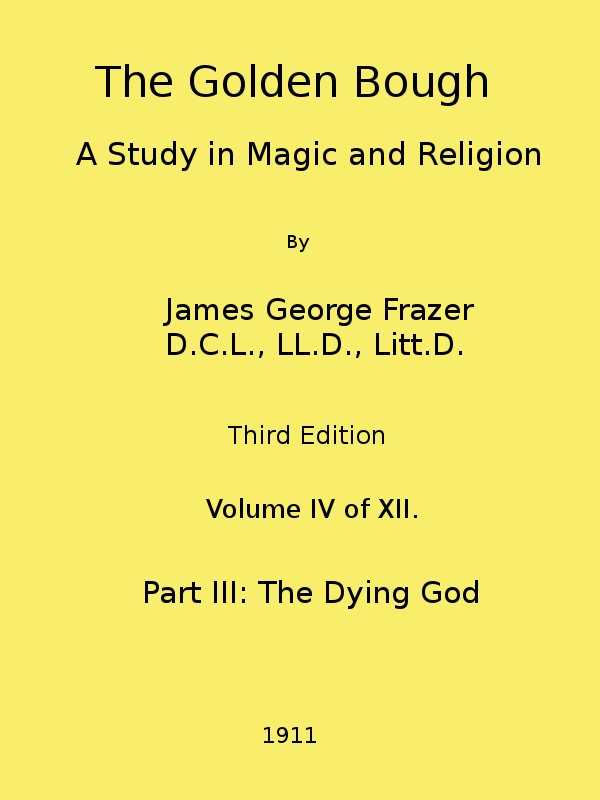 The Golden Bough
A Study in Magic and Religion
By
James George Frazer
D.C.L., LL.D., Litt.D.
Third Edition
Volume IV of XII.
Part III: The Dying God
1911